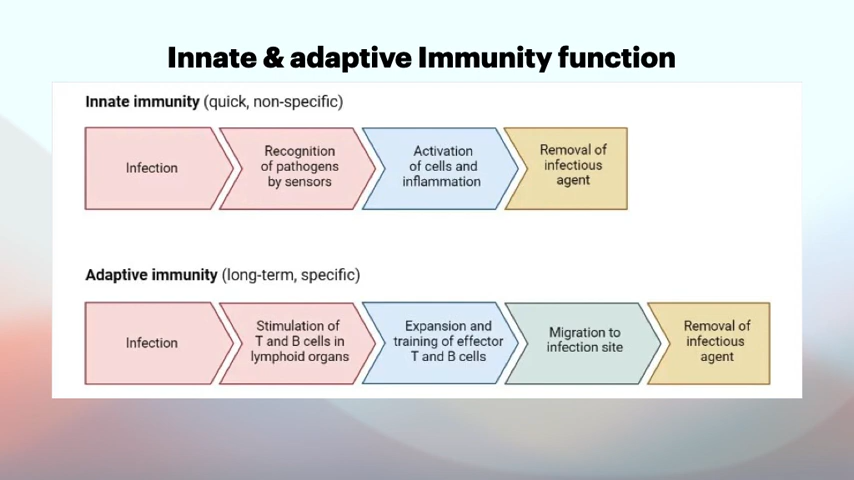 Innate & adaptive Immunity function
Innate immunity (quick, non-specific)
Infection
Recognition
of pathogens
by sensors
Activation
of cells and
inflammation
Removal of
infectious
agent
Adaptive immunity (long-term, specific)
Infection
Stimulation of
T and B cells in
lymphoid organs
Expansion and
training of effector
T and B cells
Migration to
infection site
Removal of
infectious
agent